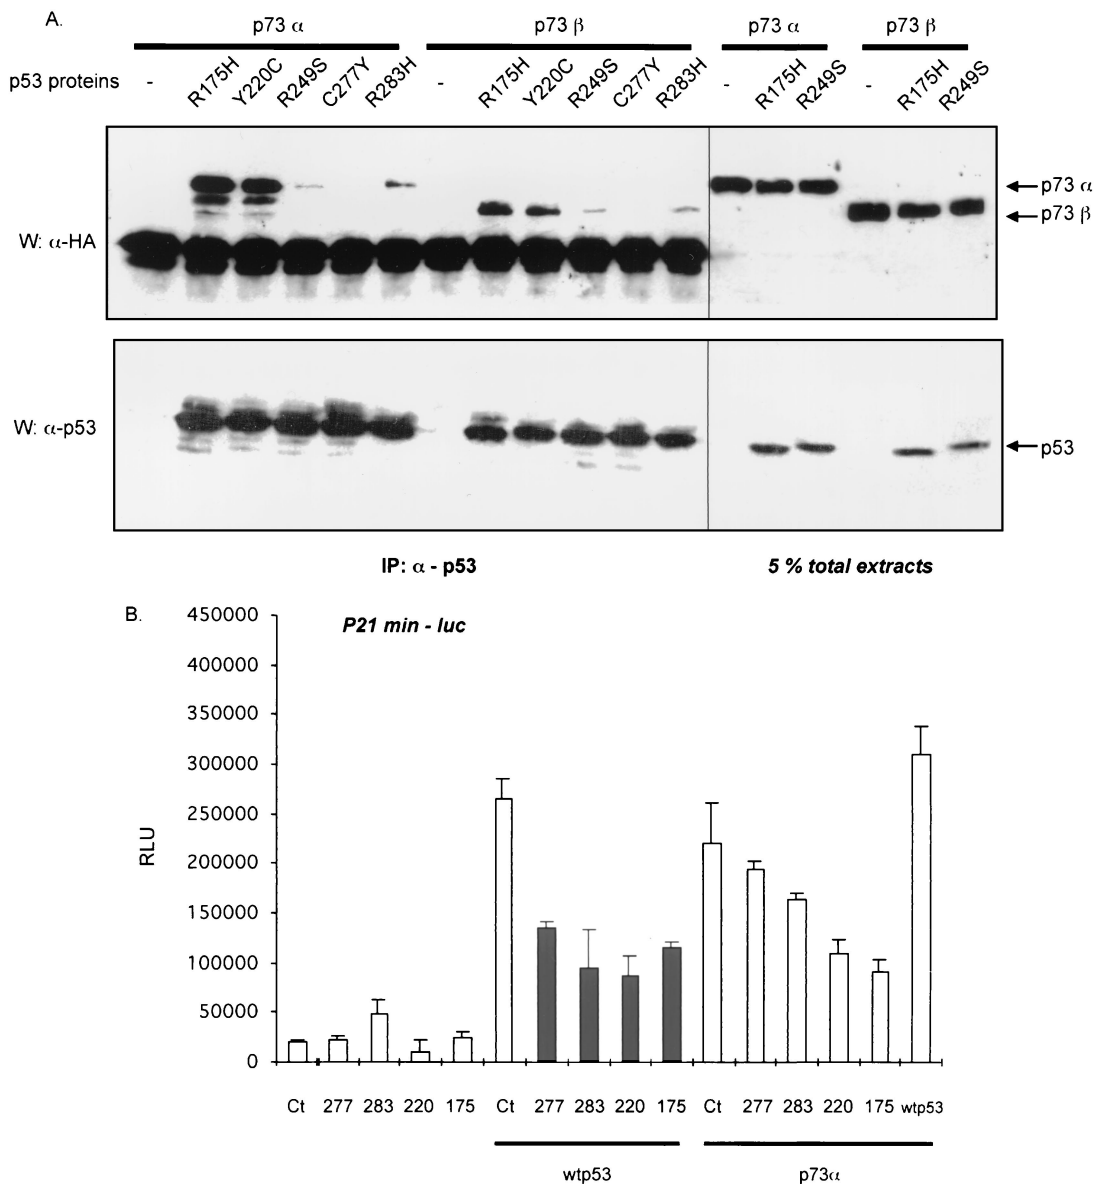 A.
p73 α p73 β p73 α p73 β
p53 proteins - R175H Y220C R249S C277Y R283H - R175H Y220C R249S C277Y R283H - R175H R249S - R175H R249S
p73 α
p73 β
W: α-HA
W: α-p53
p53
IP: α - p53 5 % total extracts
B.
P21 min - luc
450000
400000
350000
300000
250000
200000
150000
100000
50000
0
RLU
Ct 277 283 220 175 Ct 277 283 220 175 Ct 277 283 220 175 wtp53
wtp53 p73α